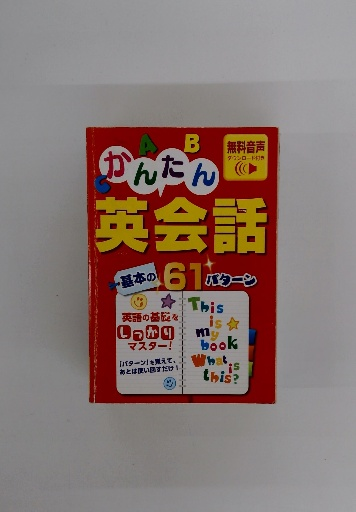 A B C
かんたん
無料音声
ダウンロード付き
英会話
基本の61パターン
英語の基礎を
しっかり
マスター!
「パターン」を覚えて、
あとは使い回すだけ!
This
is
my
book
What
is
this?